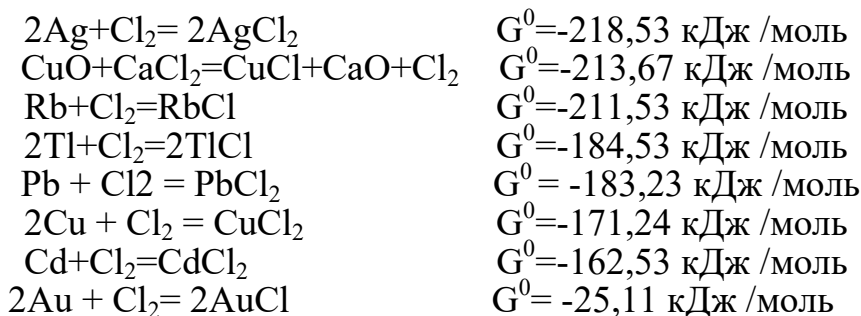 2Ag+Cl₂= 2AgCl₂ G⁰=-218,53 кДж /моль
CuO+CaCl₂=CuCl+CaO+Cl₂ G⁰=-213,67 кДж /моль
Rb+Cl₂=RbCl G⁰=-211,53 кДж /моль
2Tl+Cl₂=2TlCl G⁰=-184,53 кДж /моль
Pb + Cl2 = PbCl₂ G⁰ = -183,23 кДж /моль
2Cu + Cl₂ = CuCl₂ G⁰=-171,24 кДж /моль
Cd+Cl₂=CdCl₂ G⁰=-162,53 кДж /моль
2Au + Cl₂= 2AuCl G⁰= -25,11 кДж /моль